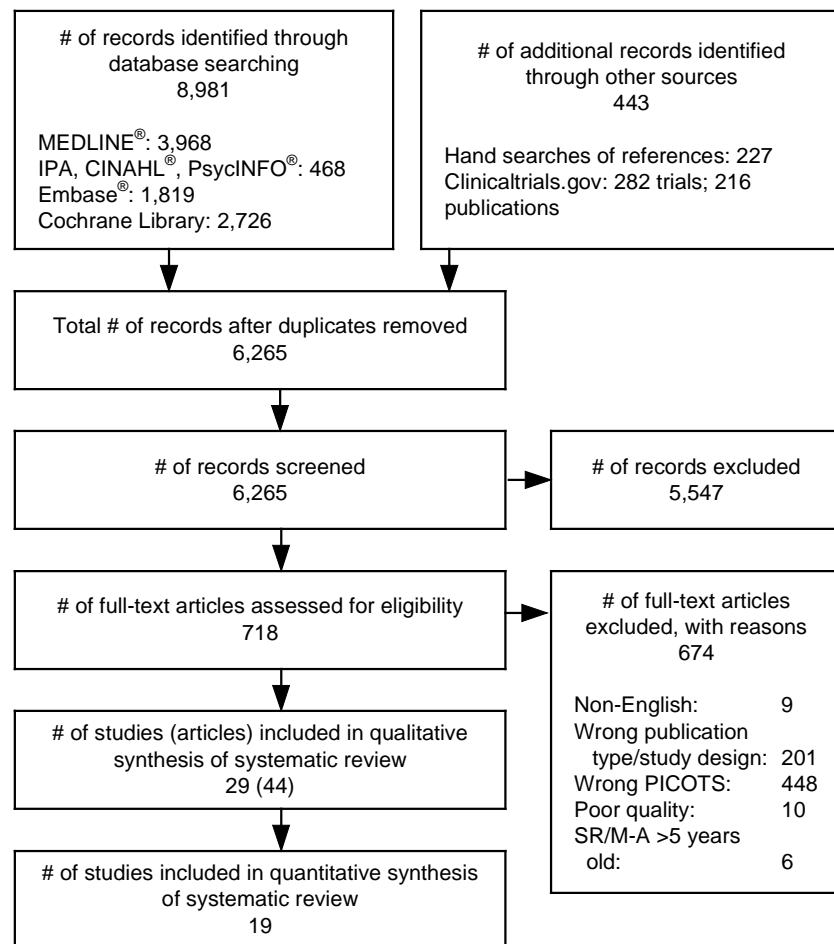 # of records identified through
database searching
8,981
MEDLINE®: 3,968
IPA, CINAHL®, PsycINFO®: 468
Embase®: 1,819
Cochrane Library: 2,726
# of additional records identified
through other sources
443
Hand searches of references: 227
Clinicaltrials.gov: 282 trials; 216
publications
Total # of records after duplicates removed
6,265
# of records screened
6,265
# of records excluded
5,547
# of full-text articles assessed for eligibility
718
# of full-text articles
excluded, with reasons
674
Non-English: 9
Wrong publication
type/study design: 201
Wrong PICOTS: 448
Poor quality: 10
SR/M-A >5 years
old: 6
# of studies (articles) included in qualitative
synthesis of systematic review
29 (44)
# of studies included in quantitative synthesis
of systematic review
19